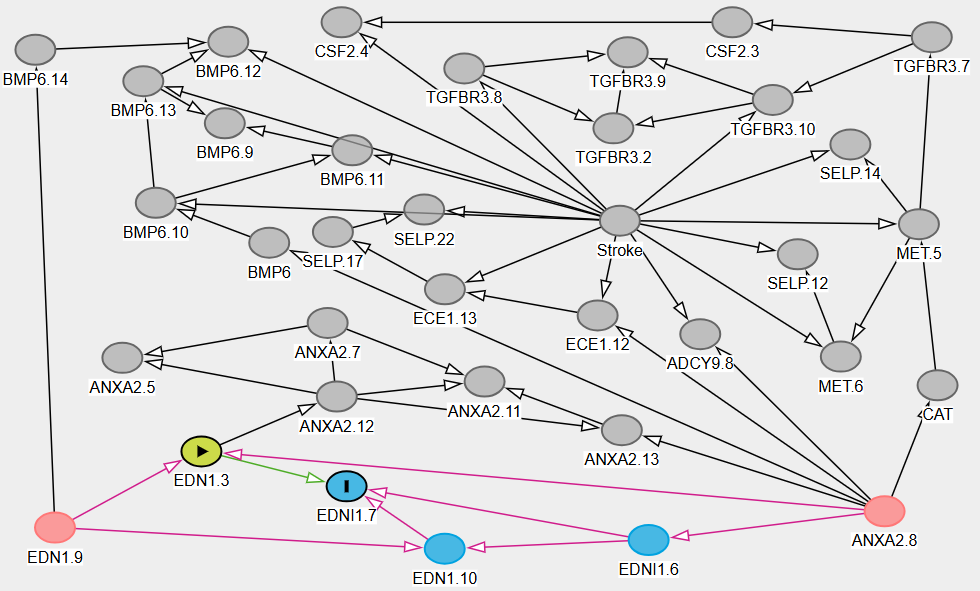 CSF2.4
CSF2.3
BMP6.14
BMP6.12
TGFBR3.7
TGFBR3.8
TGFBR3.9
BMP6.13
TGFBR3.10
BMP6.9
TGFBR3.2
BMP6.11
SELP.14
BMP6.10
SELP.22
Stroke
MET.5
BMP6
SELP.17
SELP.12
ECE1.13
ECE1.12
ADCY9.8
MET.6
ANXA2.7
ANXA2.5
ANXA2.11
CAT
ANXA2.12
ANXA2.13
EDN1.3
EDNI1.7
ANXA2.8
EDN1.9
EDN1.10
EDNI1.6